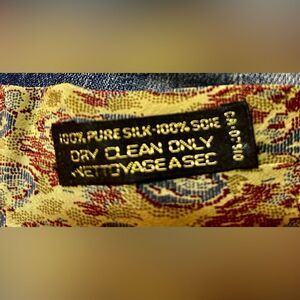 100% PURE SILK-100% SOIE
DRY CLEAN ONLY
NETTOYAGE A SEC